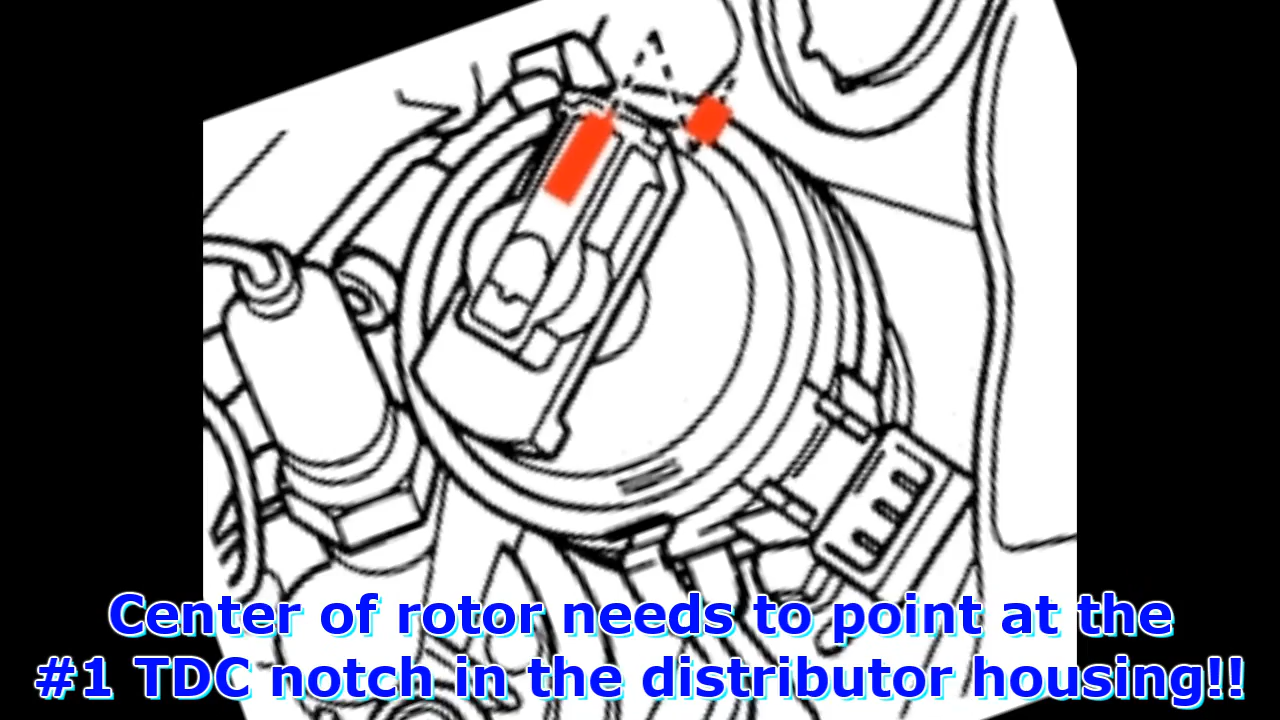 Center of rotor needs to point at the
#1 TDC notch in the distributor housing!!